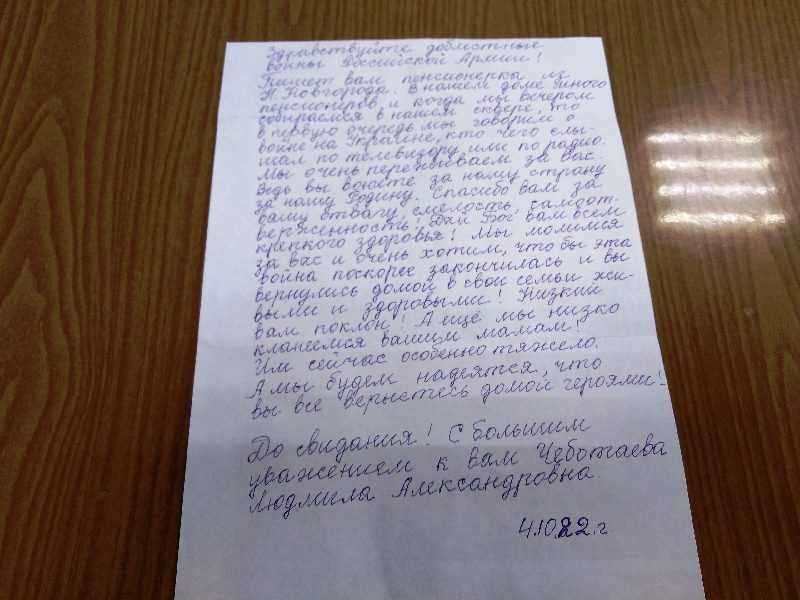 Здравствуйте доблестные
воины Российской Армии!
Пишет вам пенсионерка из
Н. Новгорода. В нашем доме много
пенсионеров, и когда мы вечером
собираемся в нашем сквере, то
в первую очередь мы говорим о
войне на Украине, кто чего слы-
шал по телевизору, или по радио.
Мы очень переживаем за вас.
Ведь вы воюете за нашу страну
за нашу Родину. Спасибо вам за
вашу отвагу, смелость, самоот-
верженность! Дай Бог вам всем
крепкого здоровья! Мы молимся
за вас и очень хотим, что бы эта
война поскорее закончилась и вы
вернулись домой в свои семьи жи-
выми и здоровыми! Низкий
вам поклон! А ещё мы низко
кланяемся вашим мамам!
Им сейчас особенно тяжело.
А мы будем надеятся, что
вы все вернетесь домой героями!
До свидания! С большим
уважением к вам Чеботаева
Людмила Александровна
4.10.22.г